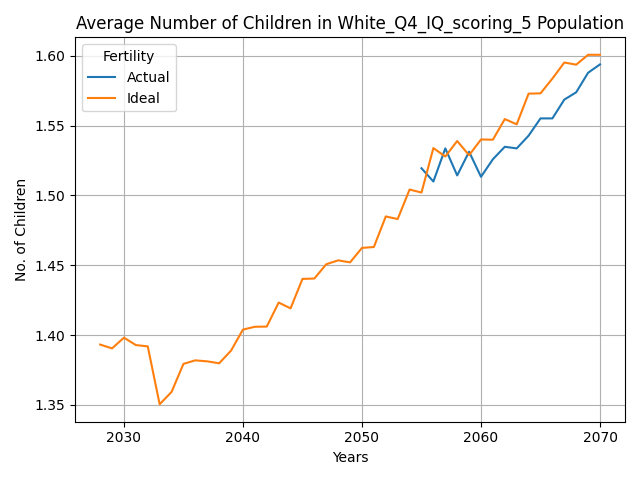 Average Number of Children in White_Q4_IQ_scoring_5 Population
Fertility
Actual
Ideal
No. of Children
1.60
1.55
1.50
1.45
1.40
1.35
2030 2040 2050 2060 2070
Years